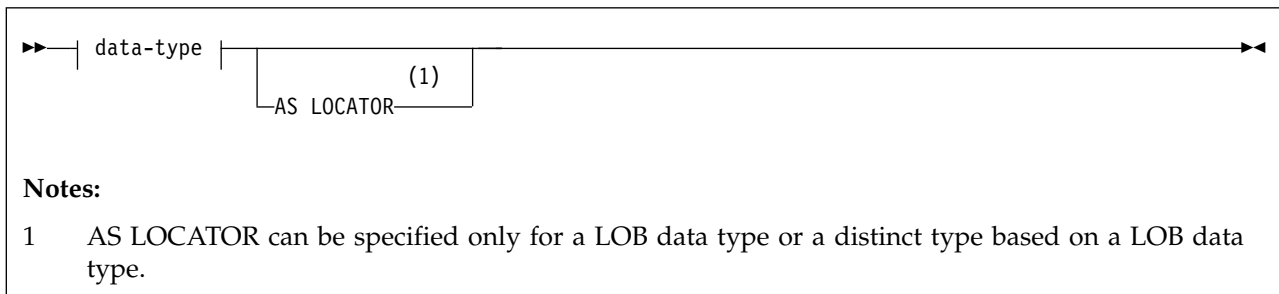 data-type
(1)
AS LOCATOR
Notes:
1 AS LOCATOR can be specified only for a LOB data type or a distinct type based on a LOB data
type.